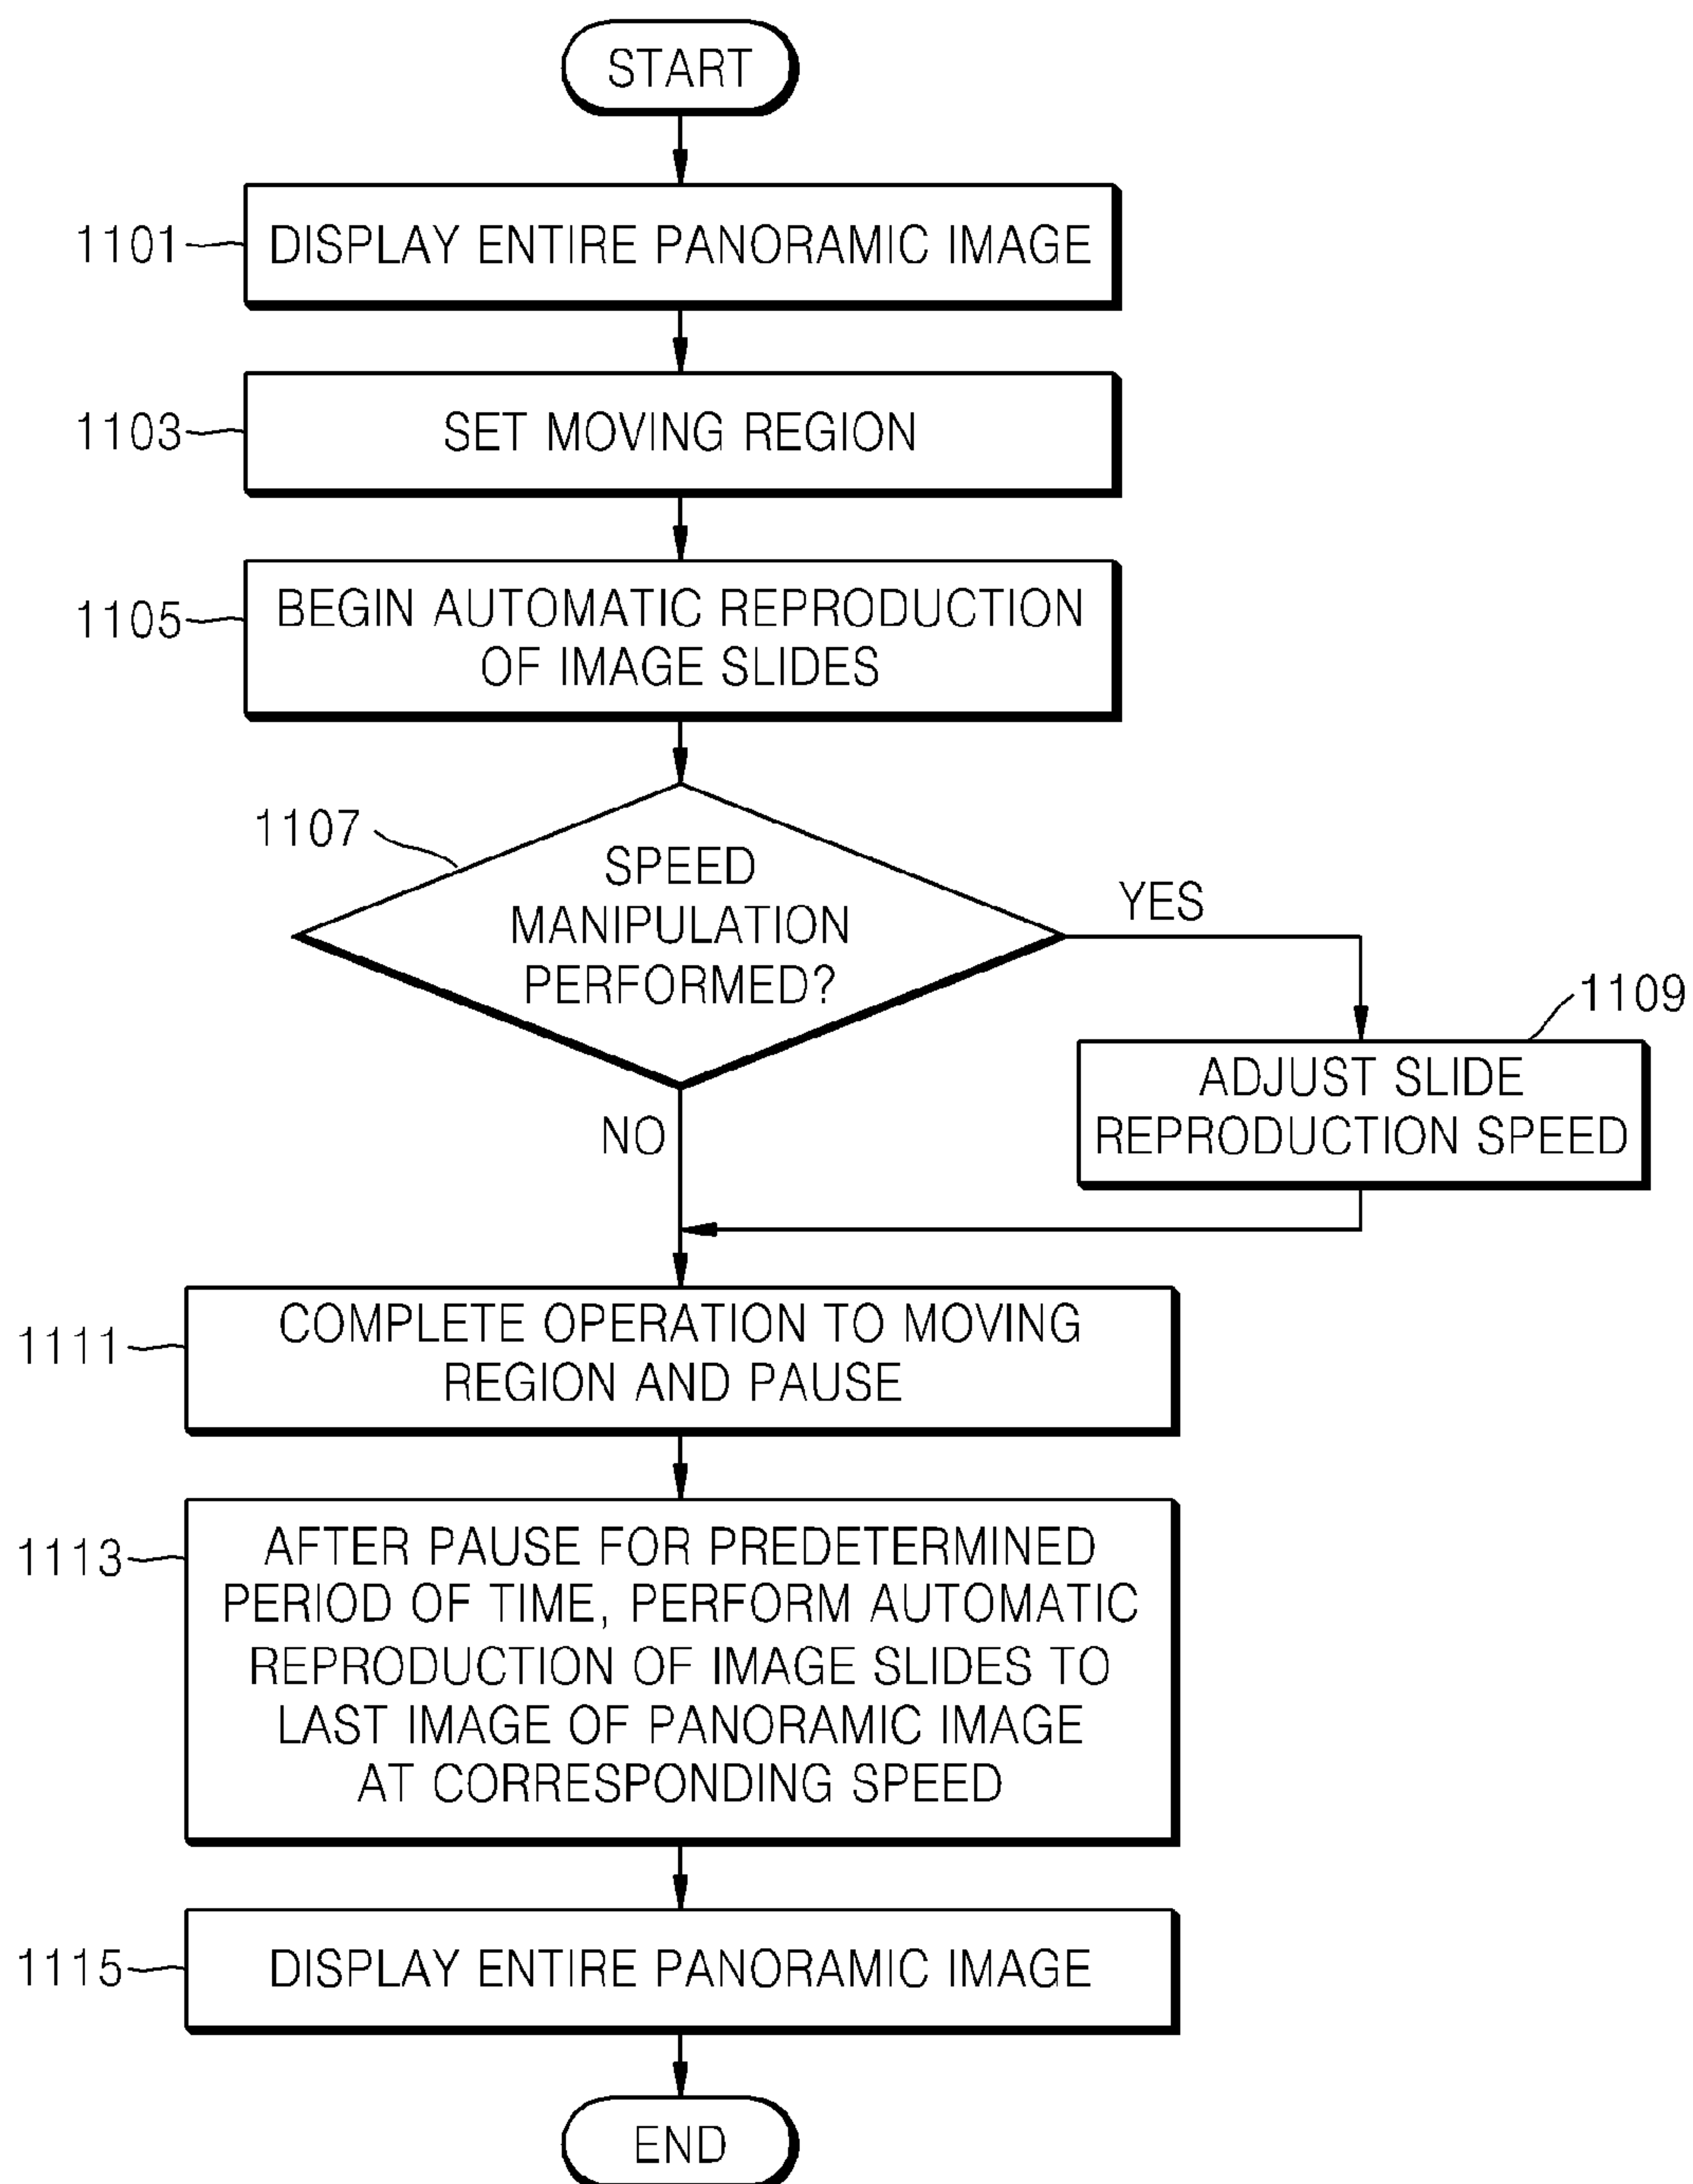 START
1101
DISPLAY ENTIRE PANORAMIC IMAGE
1103
SET MOVING REGION
1105
BEGIN AUTOMATIC REPRODUCTION
OF IMAGE SLIDES
1107
SPEED
MANIPULATION
PERFORMED?
YES
1109
ADJUST SLIDE
REPRODUCTION SPEED
NO
1111
COMPLETE OPERATION TO MOVING
REGION AND PAUSE
1113
AFTER PAUSE FOR PREDETERMINED
PERIOD OF TIME, PERFORM AUTOMATIC
REPRODUCTION OF IMAGE SLIDES TO
LAST IMAGE OF PANORAMIC IMAGE
AT CORRESPONDING SPEED
1115
DISPLAY ENTIRE PANORAMIC IMAGE
END